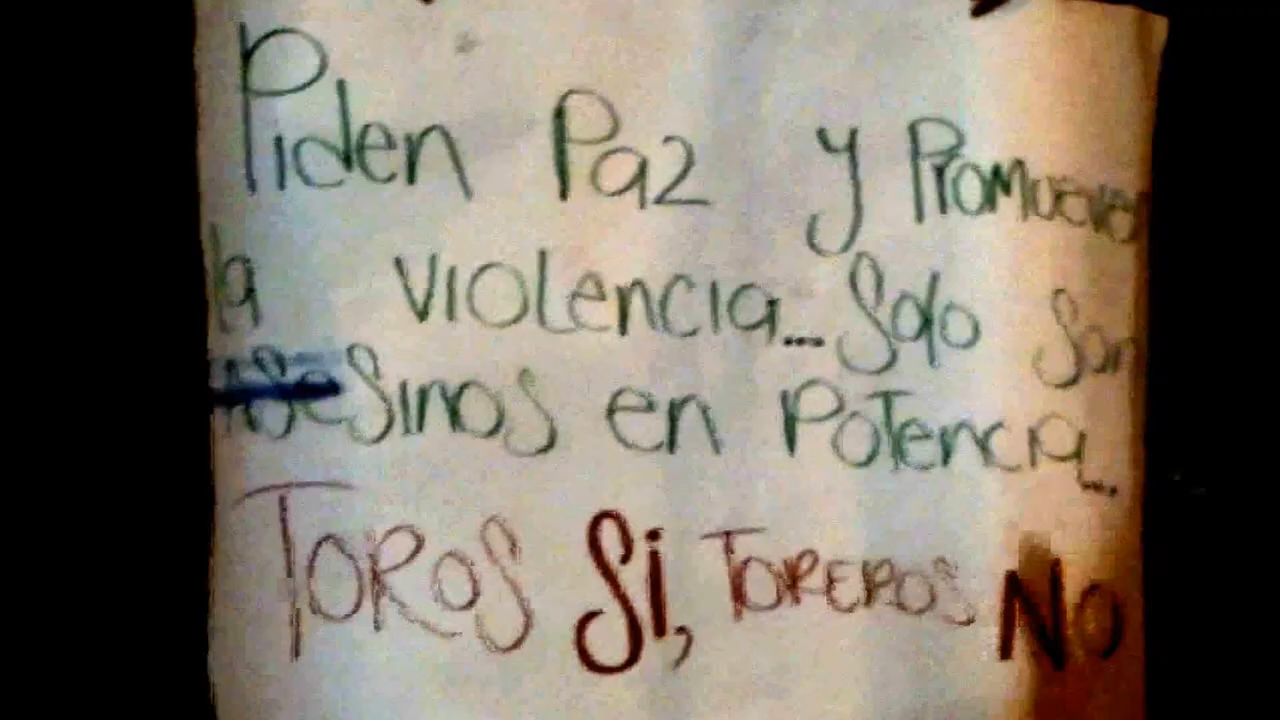 Piden Paz y Promueven
la violencia... Solo Son
aseSinos en Potencia...
TOROS Si, TOREROS NO